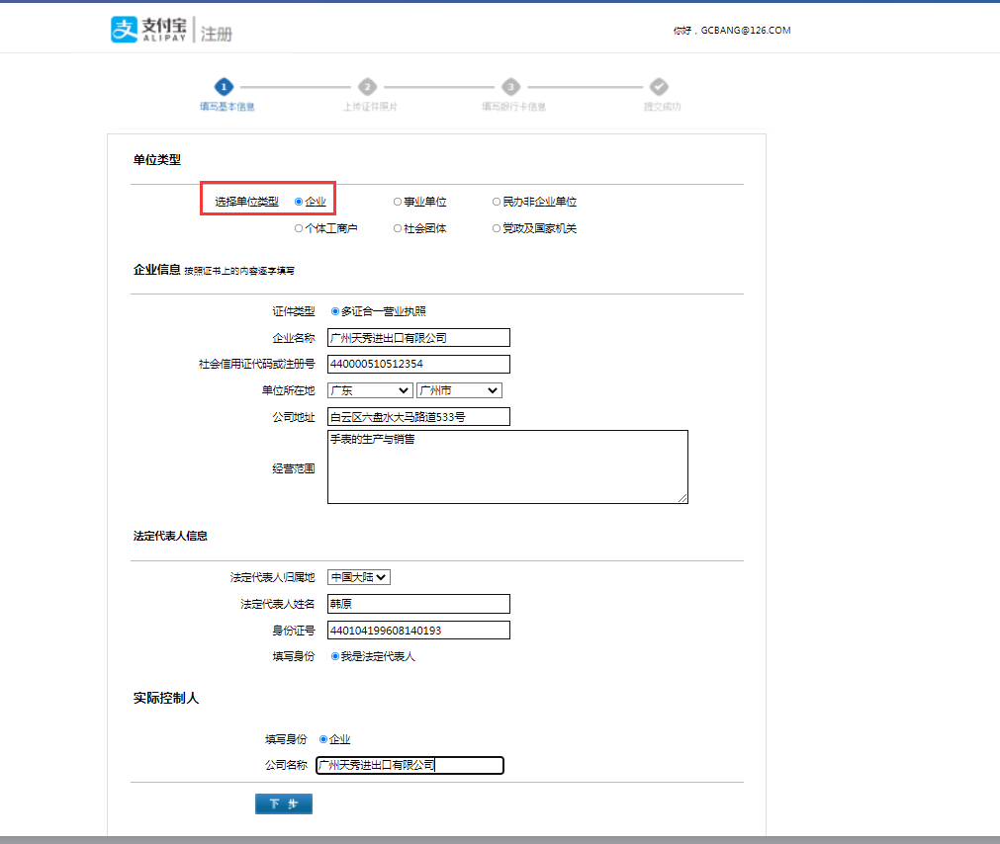 支付宝 ALIPAY 注册
你好，GCBANG@126.COM
1 2 3
填写基本信息 上传证件照片 填写银行卡信息 提交成功
单位类型
选择单位类型 企业 事业单位 民办非企业单位
个体工商户 社会团体 党政及国家机关
企业信息 按照证书上的内容逐字填写
证件类型 多证合一营业执照
企业名称 广州天秀进出口有限公司
社会信用证代码或注册号 440000510512354
单位所在地 广东 广州市
公司地址 白云区六盘水大马路道533号
手表的生产与销售
经营范围
法定代表人信息
法定代表人归属地 中国大陆
法定代表人姓名 韩原
身份证号 440104199608140193
填写身份 我是法定代表人
实际控制人
填写身份 企业
公司名称 广州天秀进出口有限公司
下 步